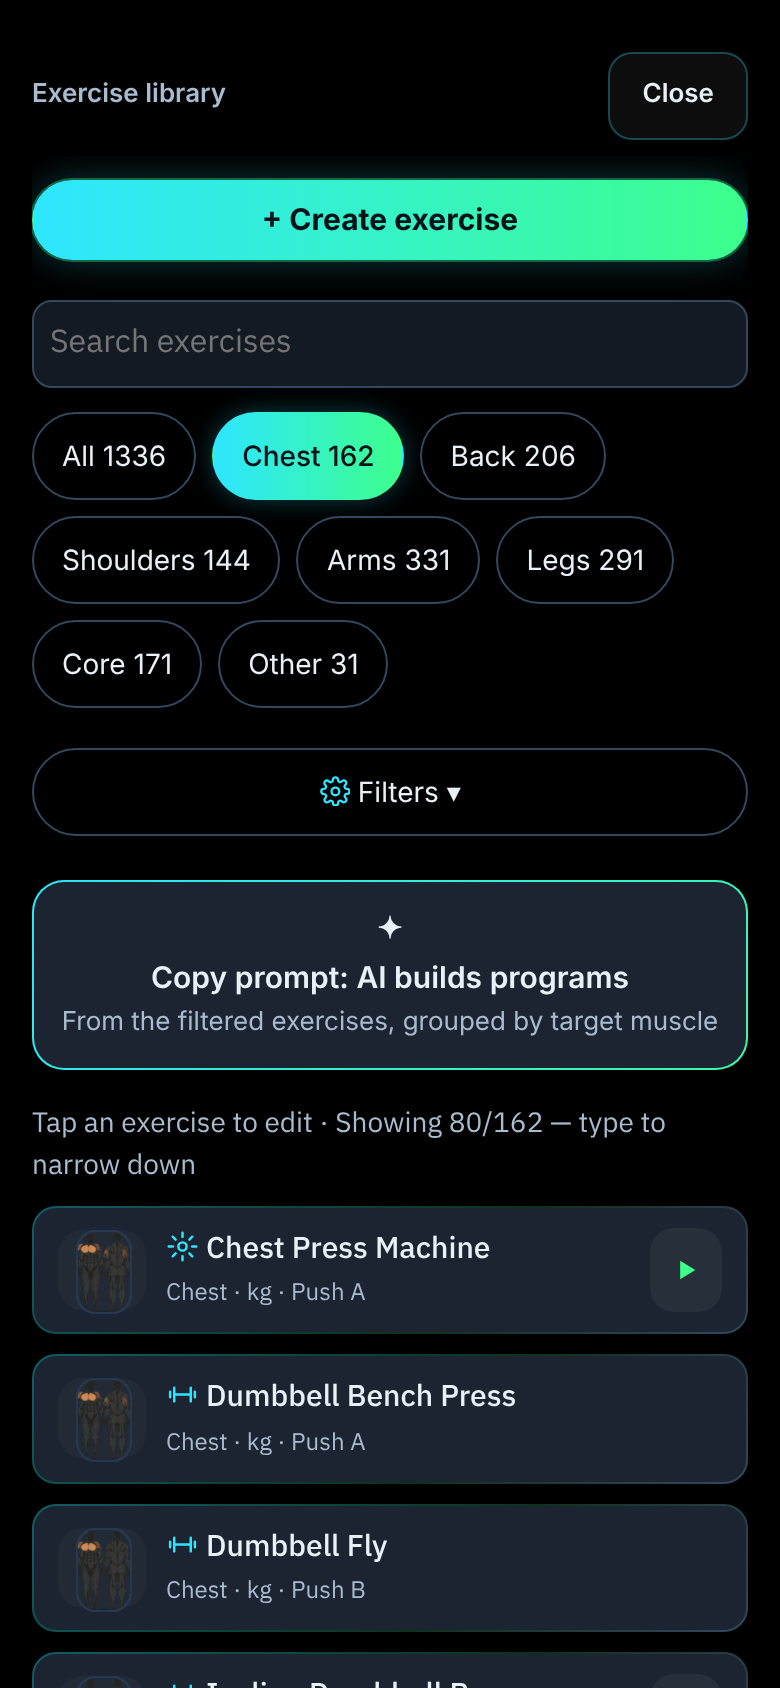 Exercise library
Close
+ Create exercise
Search exercises
All 1336
Chest 162
Back 206
Shoulders 144
Arms 331
Legs 291
Core 171
Other 31
Filters ▾
Copy prompt: AI builds programs
From the filtered exercises, grouped by target muscle
Tap an exercise to edit · Showing 80/162 — type to
narrow down
Chest Press Machine
Chest · kg · Push A
Dumbbell Bench Press
Chest · kg · Push A
Dumbbell Fly
Chest · kg · Push B